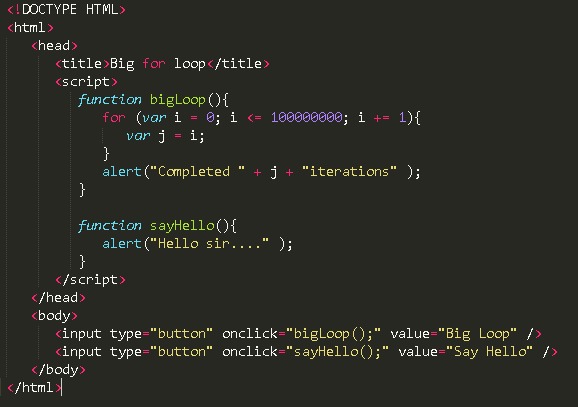 <!DOCTYPE HTML>
<html>
<head>
<title>Big for loop</title>
<script>
function bigLoop(){
for (var i = 0; i <= 100000000; i += 1){
var j = i;
}
alert("Completed " + j + "iterations" );
}
function sayHello(){
alert("Hello sir...." );
}
</script>
</head>
<body>
<input type="button" onclick="bigLoop();" value="Big Loop" />
<input type="button" onclick="sayHello();" value="Say Hello" />
</body>
</html>